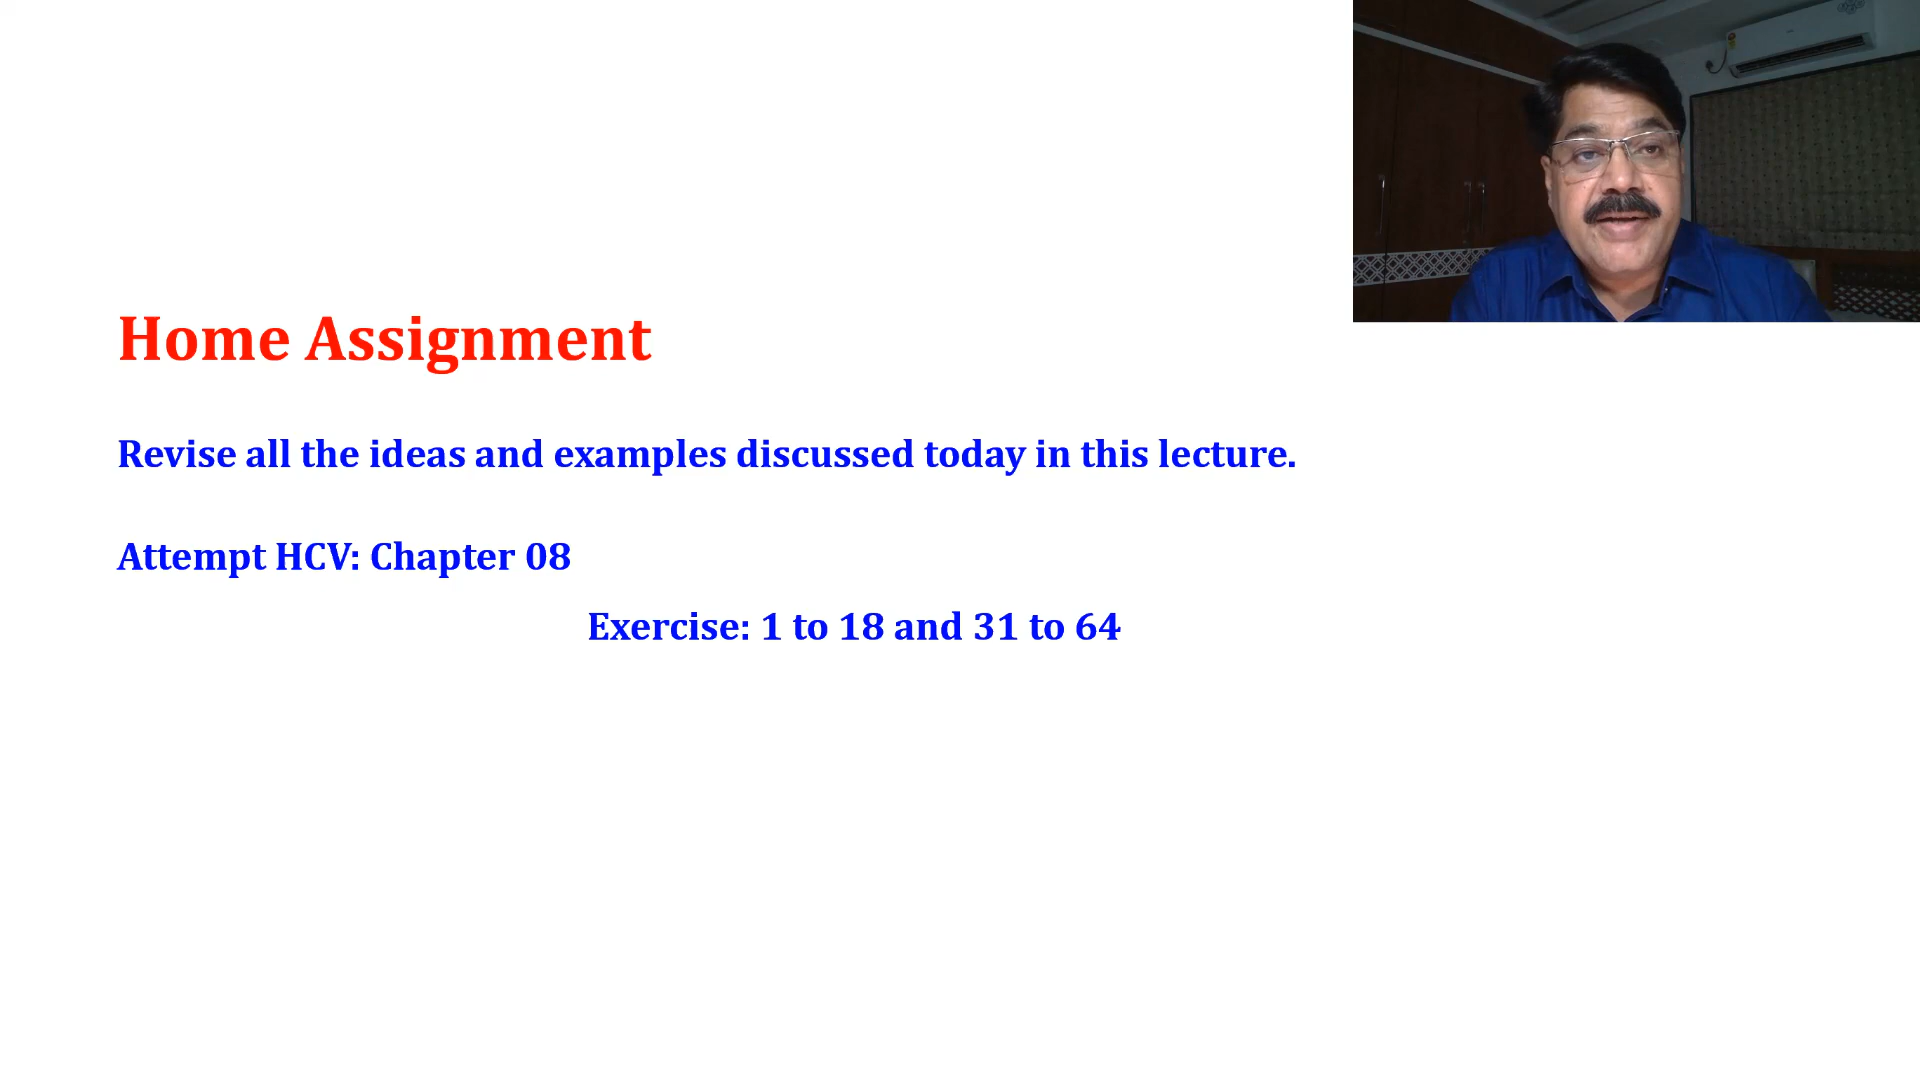 Home Assignment
Revise all the ideas and examples discussed today in this lecture.
Attempt HCV: Chapter 08
Exercise: 1 to 18 and 31 to 64